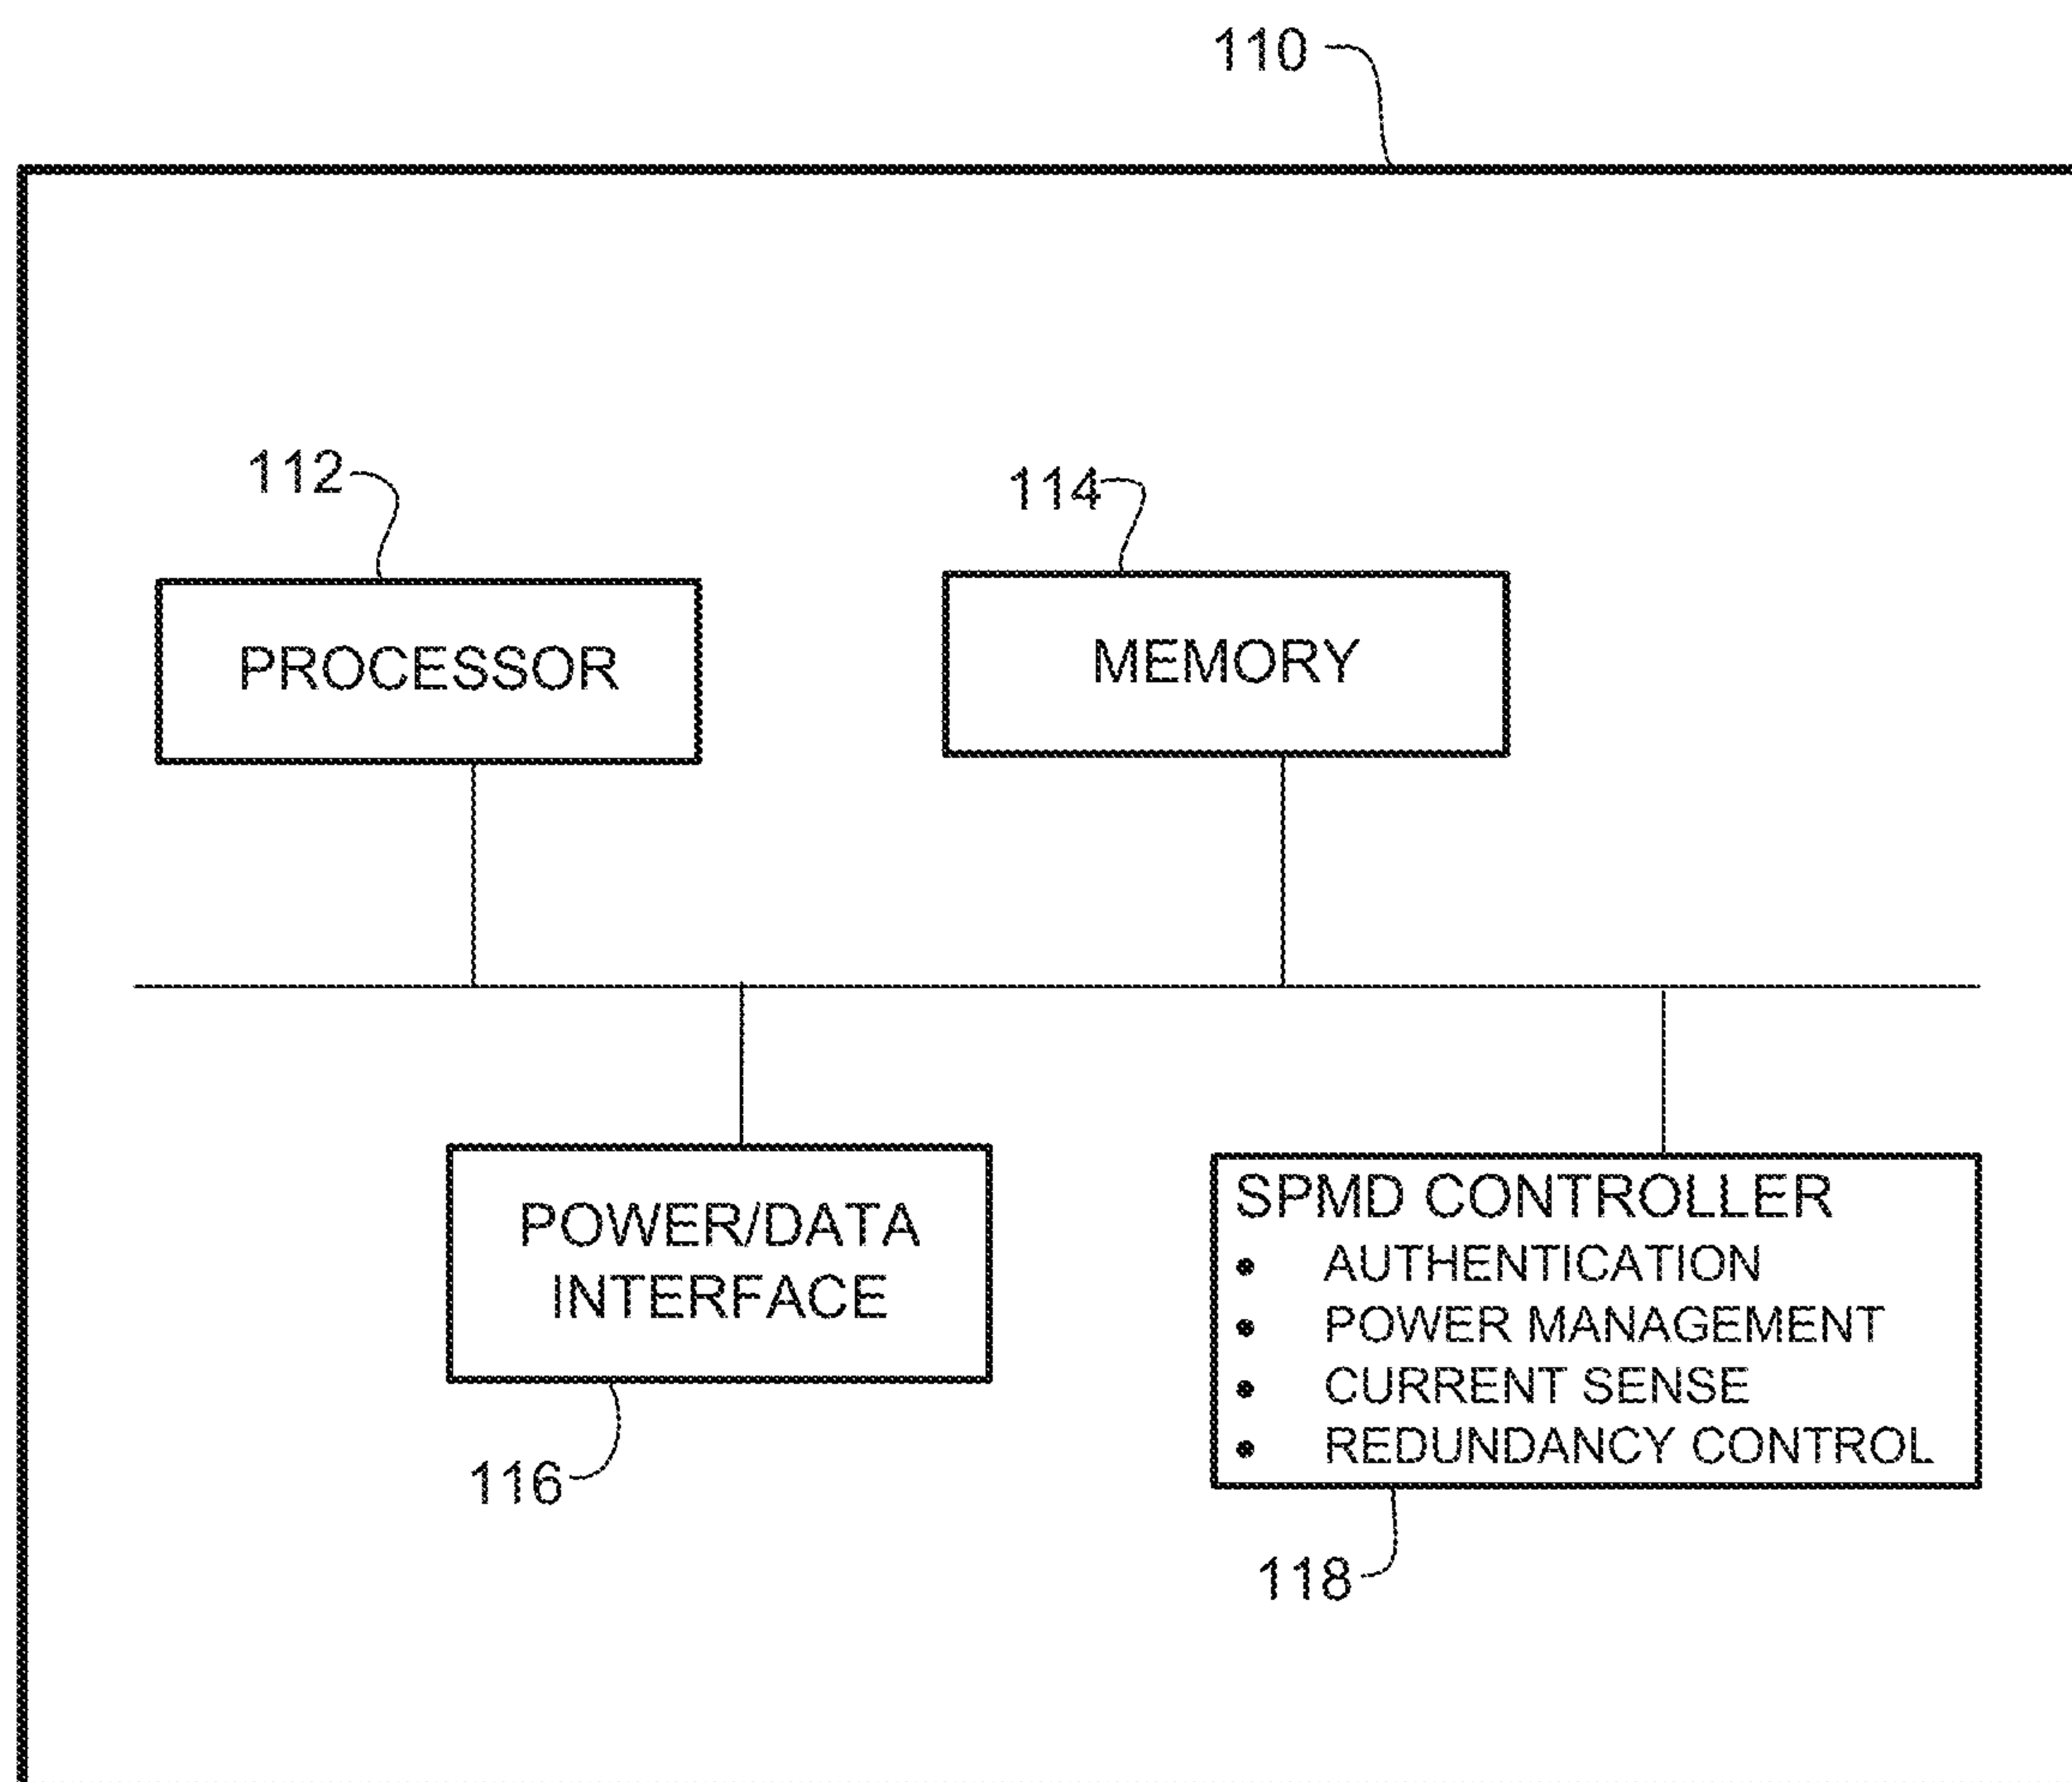 110
112
114
PROCESSOR
MEMORY
POWER/DATA
INTERFACE
116
SPMD CONTROLLER
• AUTHENTICATION
• POWER MANAGEMENT
• CURRENT SENSE
• REDUNDANCY CONTROL
118